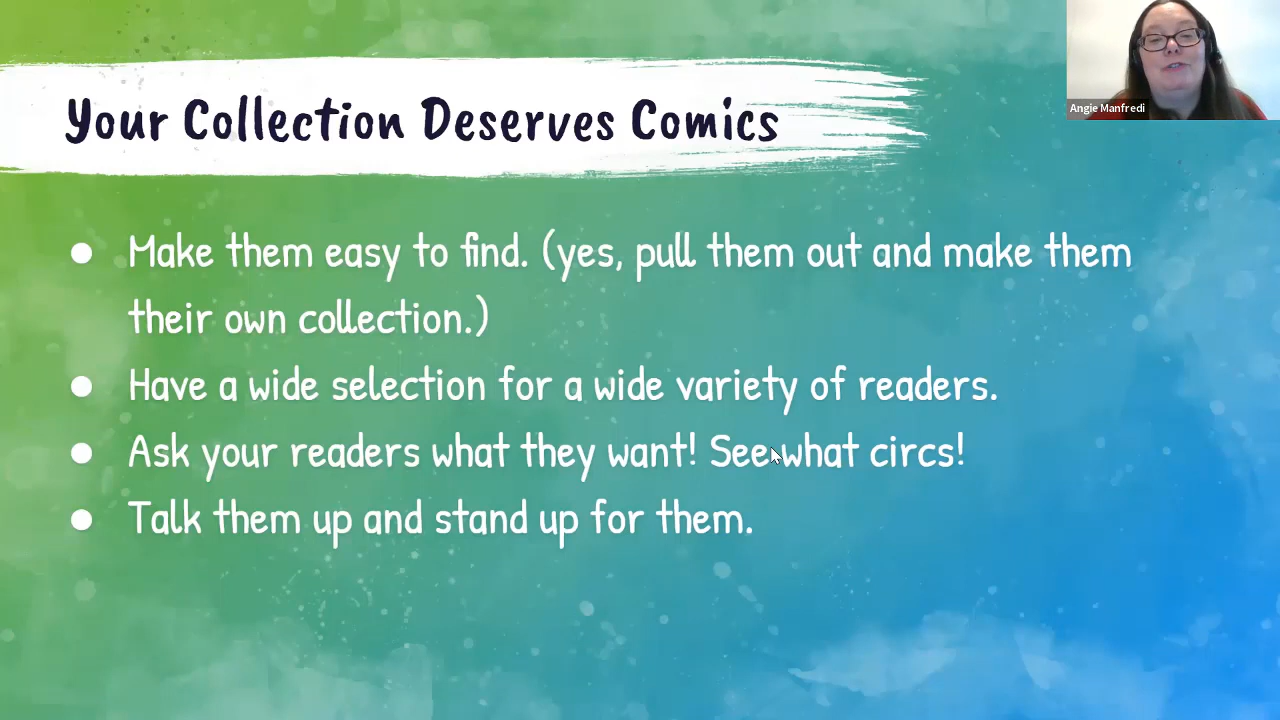 Your Collection Deserves Comics
Angie Manfredi
● Make them easy to find. (yes, pull them out and make them
their own collection.)
● Have a wide selection for a wide variety of readers.
● Ask your readers what they want! See what circs!
● Talk them up and stand up for them.